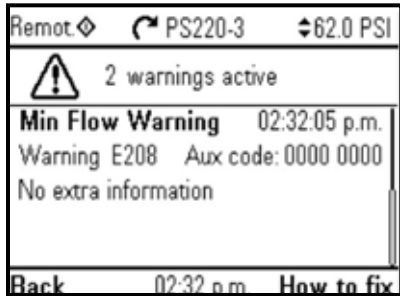 Remot. PS220-3 62.0 PSI
2 warnings active
Min Flow Warning 02:32:05 p.m.
Warning E208 Aux code: 0000 0000
No extra information
Back 02:32 p.m. How to fix